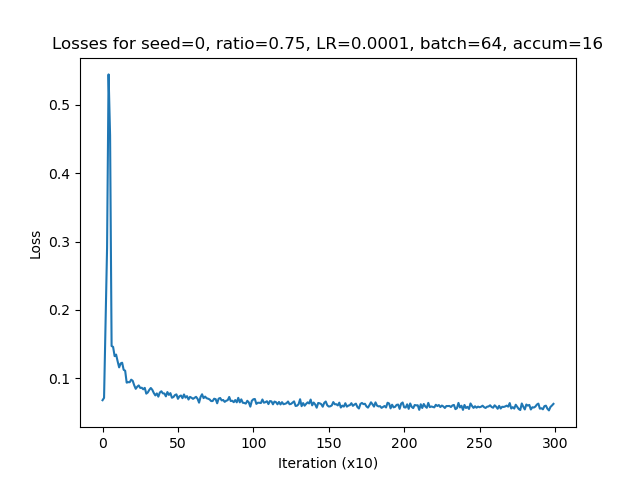 Losses for seed=0, ratio=0.75, LR=0.0001, batch=64, accum=16
0.5
0.4
0.3
0.2
0.1
Loss
0 50 100 150 200 250 300
Iteration (x10)